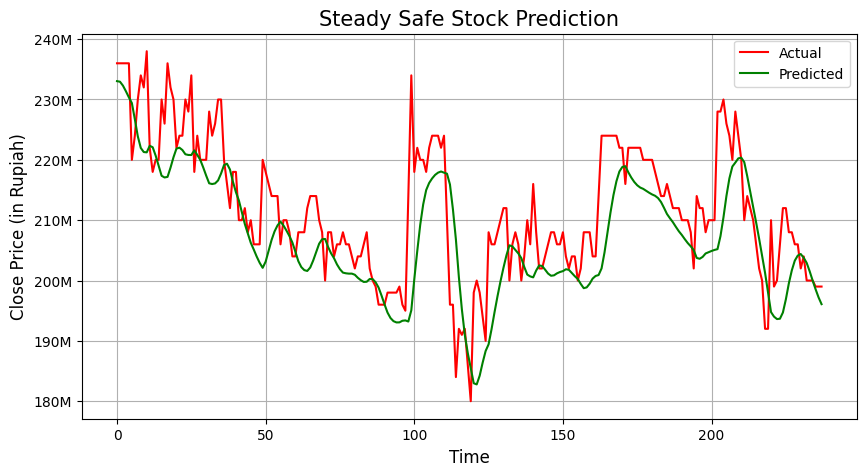 Steady Safe Stock Prediction
Close Price (in Rupiah)
240M
230M
220M
210M
200M
190M
180M
Actual
Predicted
0 50 100 150 200
Time